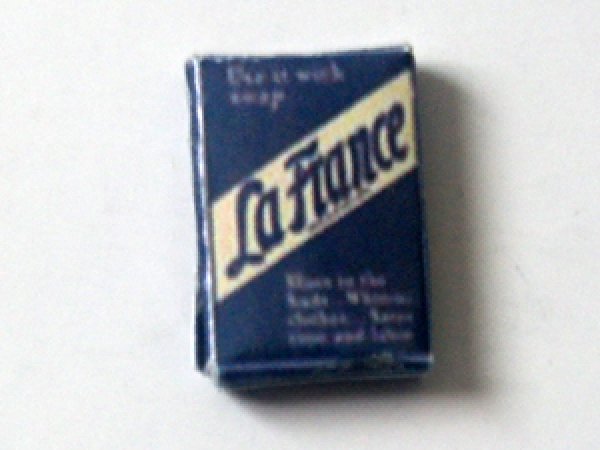 Use it with
soap
La France
Blues in the
suds. Whitens
clothes. Saves
time and labor